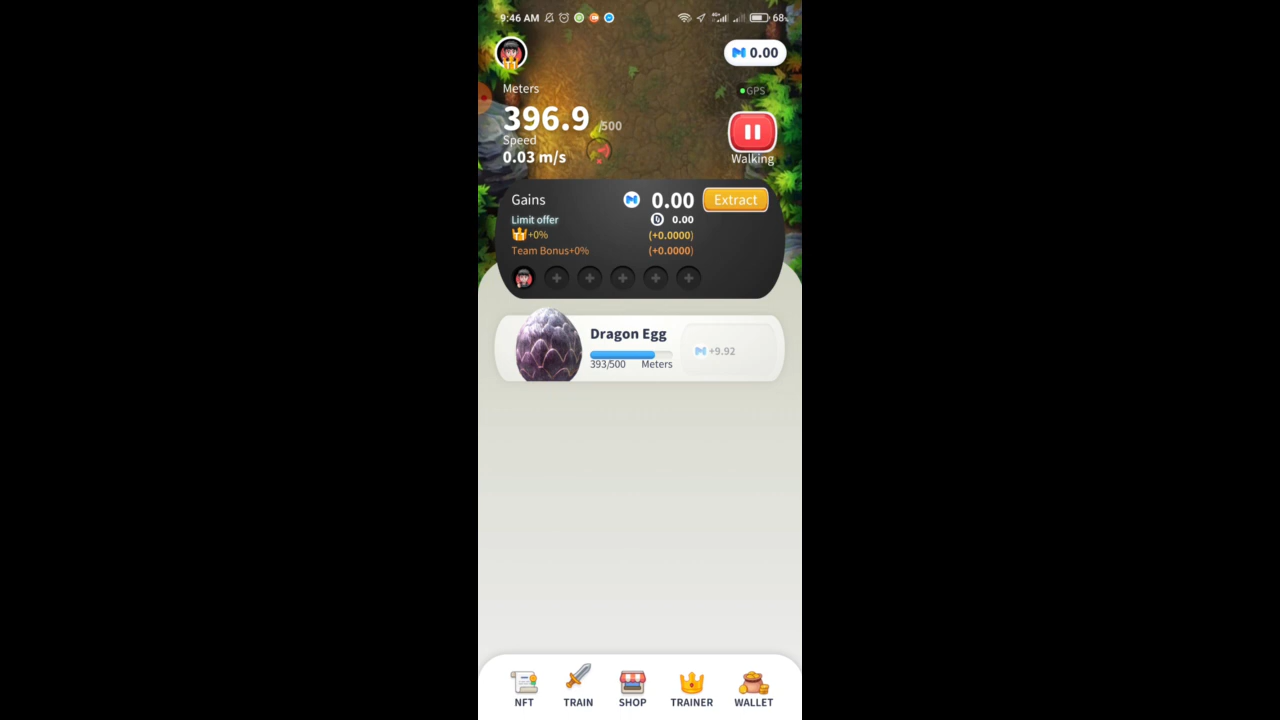 9:46 AM 68%
0.00
Meters
GPS
396.9 /500
Speed
0.03 m/s
Walking
Gains 0.00 Extract
Limit offer 0.00
+0% (+0.0000)
Team Bonus+0% (+0.0000)
Dragon Egg
+9.92
393/500 Meters
NFT TRAIN SHOP TRAINER WALLET